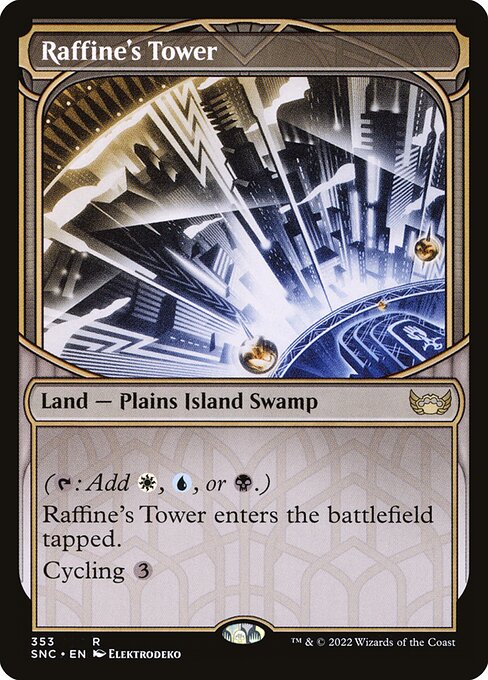 Raffine's Tower
Land — Plains Island Swamp
(T: Add W, U, or B.)
Raffine's Tower enters the battlefield
tapped.
Cycling 3
353 R
SNC • EN Elektrodeko
™ & © 2022 Wizards of the Coast